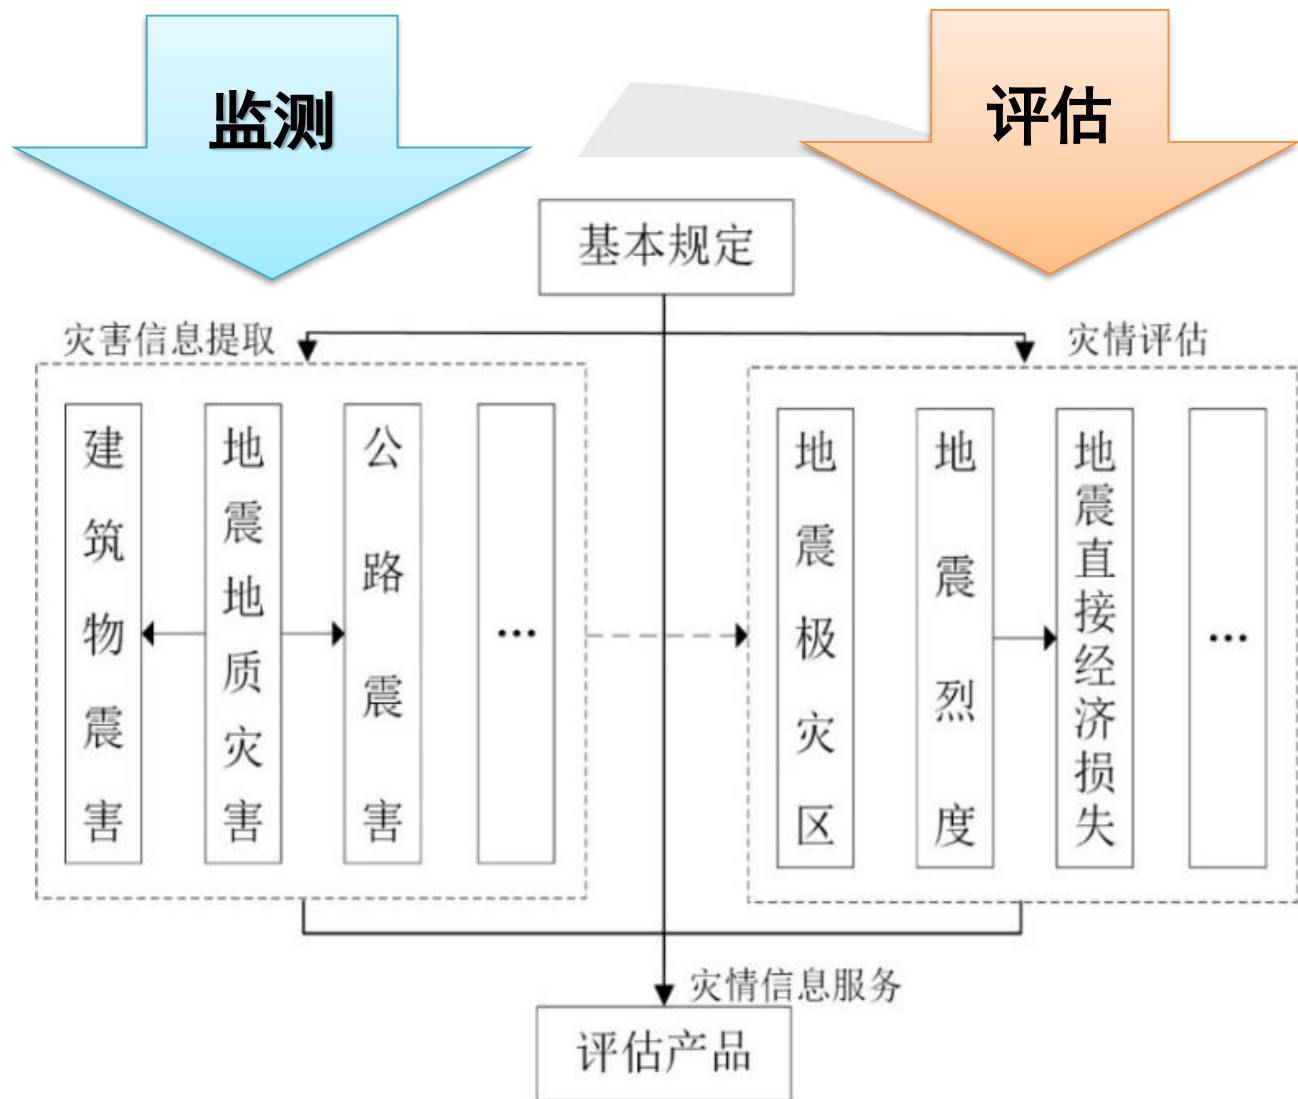 监测
评估
基本规定
灾害信息提取
灾情评估
建筑物震害
地震地质灾害
公路震害
...
地震极灾区
地震烈度
地震直接经济损失
...
灾情信息服务
评估产品